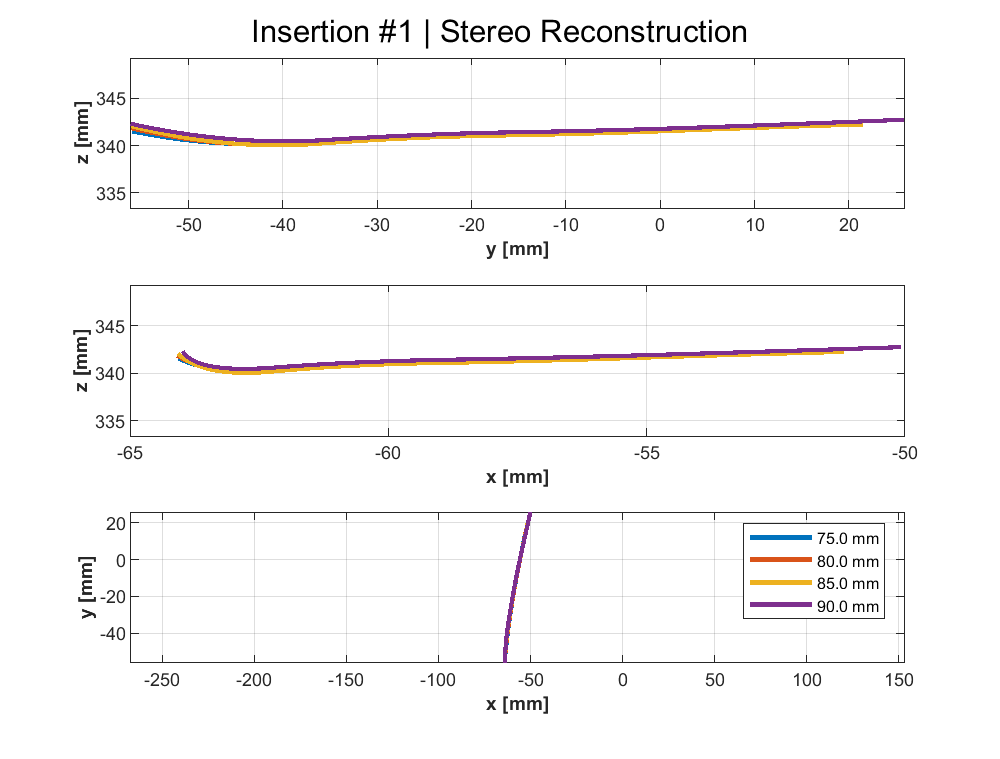 Insertion #1 | Stereo Reconstruction
345
340
335
z [mm]
-50 -40 -30 -20 -10 0 10 20
y [mm]
345
340
335
z [mm]
-65 -60 -55 -50
x [mm]
20
0
-20
-40
y [mm]
75.0 mm
80.0 mm
85.0 mm
90.0 mm
-250 -200 -150 -100 -50 0 50 100 150
x [mm]